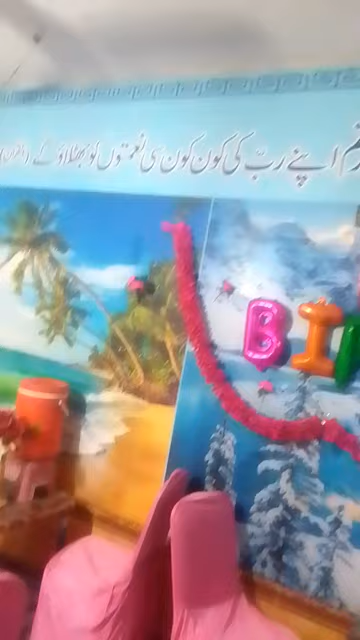 تم اپنے ربّ کی کون کون سی نعمتوں کو جھٹلاؤ گے
BI